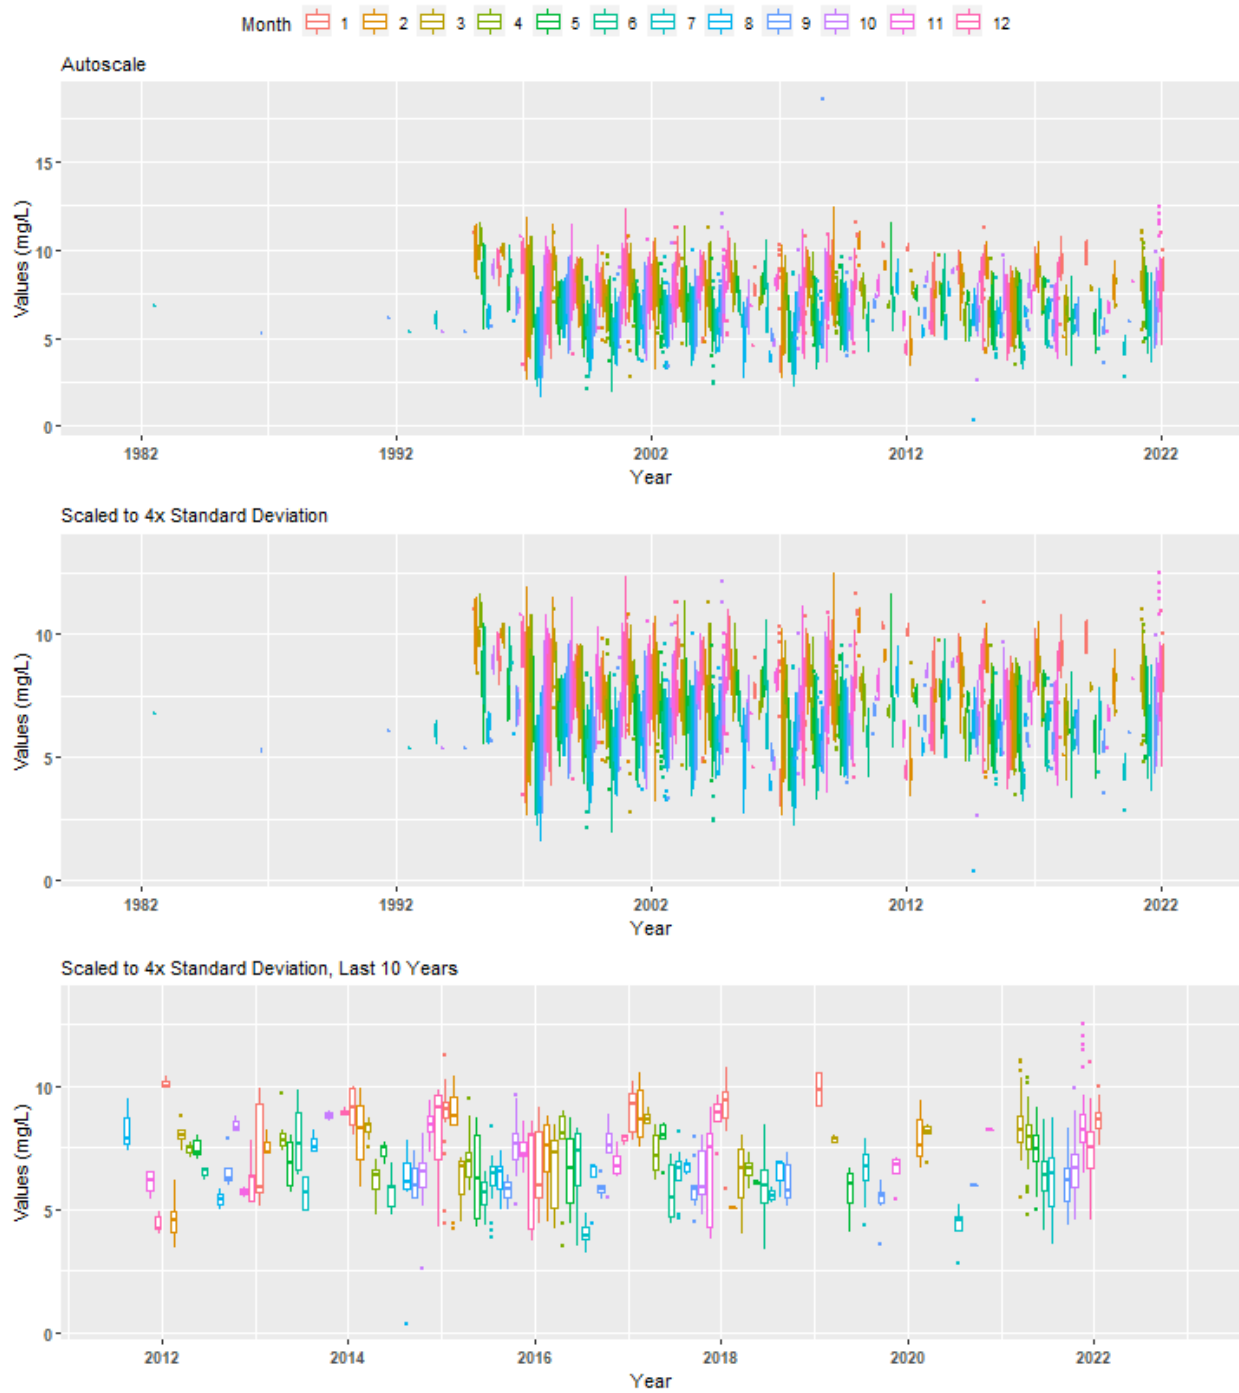 Month 1 2 3 4 5 6 7 8 9 10 11 12
Autoscale
15
10
5
0
Values (mg/L)
1982 1992 2002 2012 2022
Year
Scaled to 4x Standard Deviation
10
5
0
Values (mg/L)
1982 1992 2002 2012 2022
Year
Scaled to 4x Standard Deviation, Last 10 Years
10
5
0
Values (mg/L)
2012 2014 2016 2018 2020 2022
Year